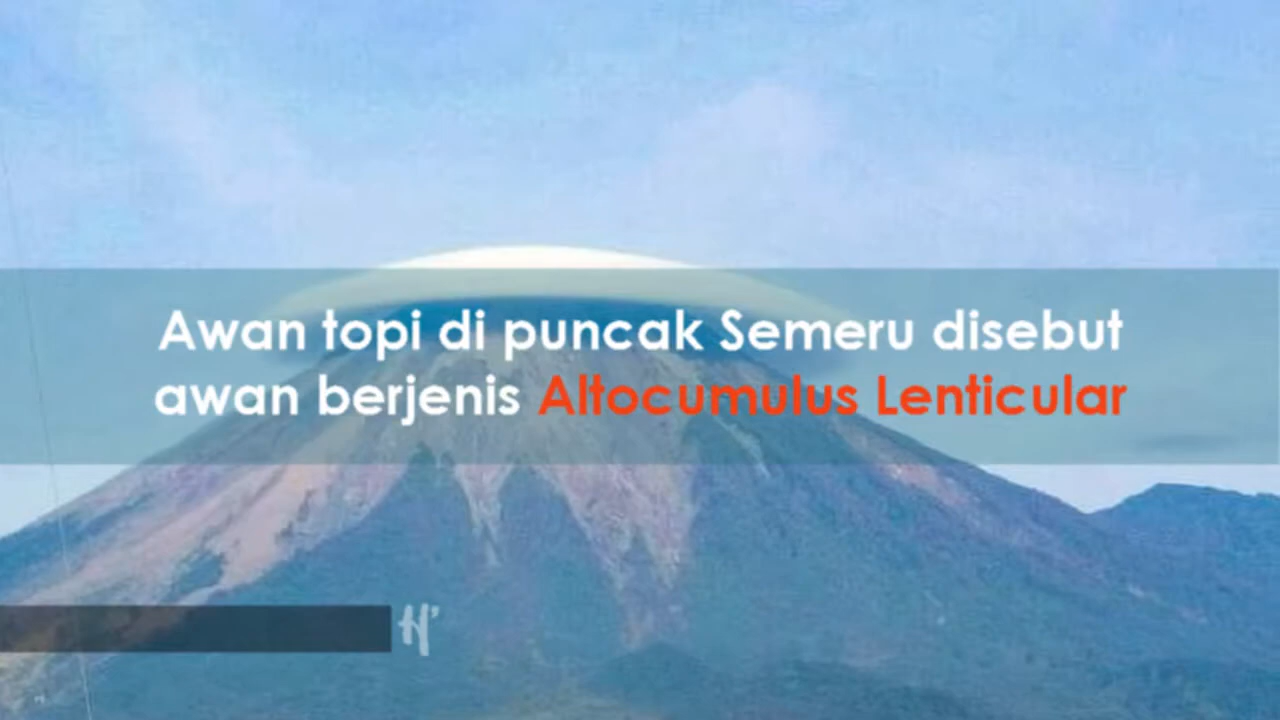 Awan topi di puncak Semeru disebut
awan berjenis Altocumulus Lenticular
H'